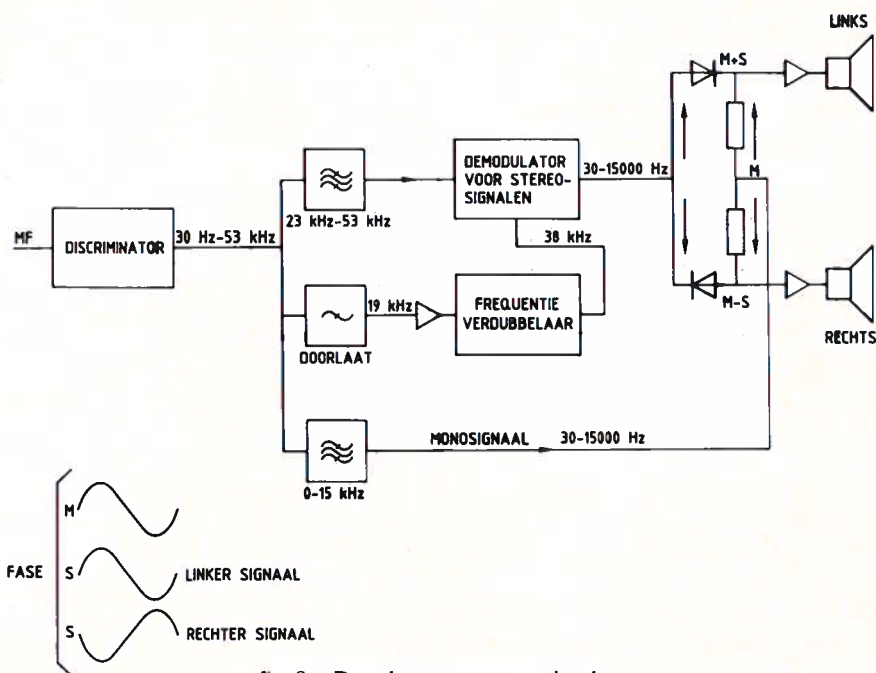 LINKS
M+S
DEMODULATOR
VOOR STEREO-
SIGNALEN
30-15000 Hz
M
MF
DISCRIMINATOR
30 Hz-53 kHz
23 kHz-53 kHz
38 kHz
19 kHz
FREQUENTIE
VERDUBBELAAR
M-S
RECHTS
DOORLAAT
MONOSIGNAAL
30-15000 Hz
0-15 kHz
FASE
M
S
LINKER SIGNAAL
S
RECHTER SIGNAAL